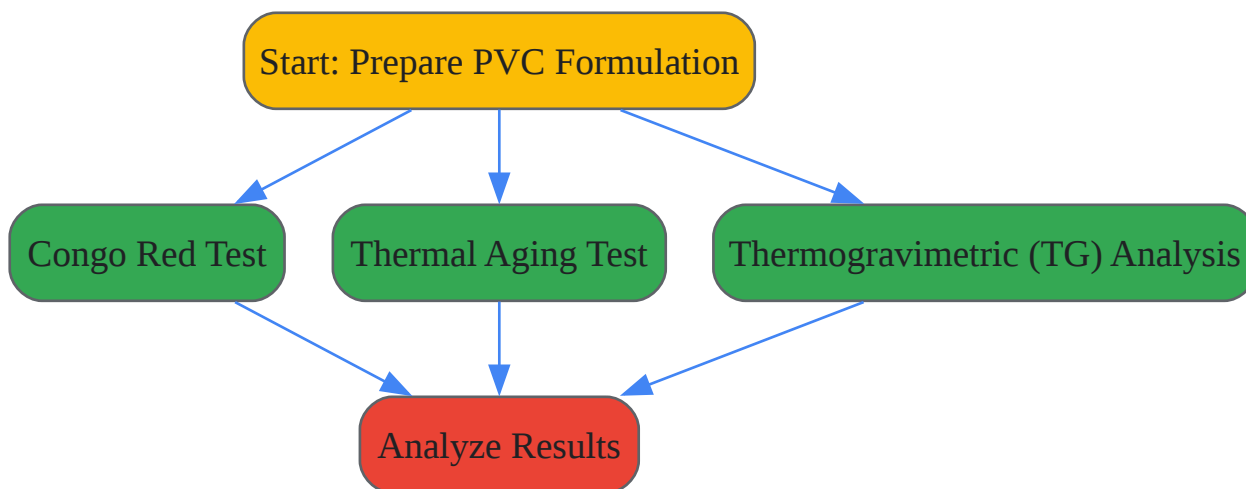 Start: Prepare PVC Formulation
Congo Red Test
Thermal Aging Test
Thermogravimetric (TG) Analysis
Analyze Results